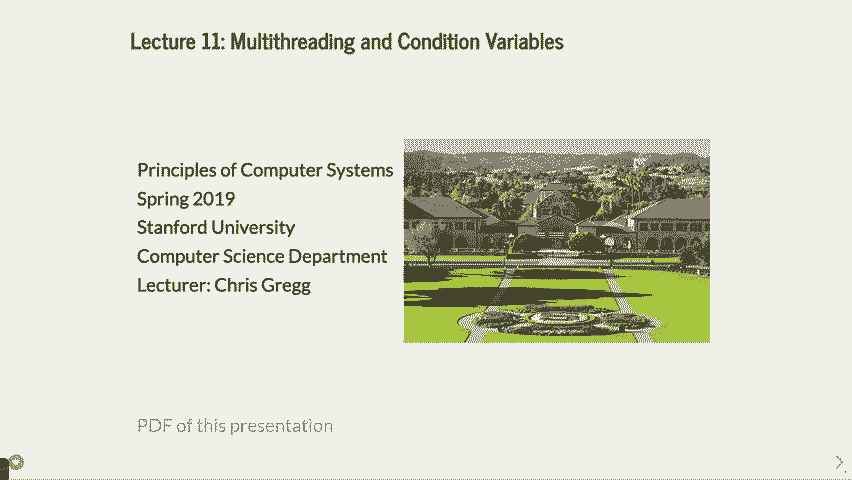 Lecture 11: Multithreading and Condition Variables
Principles of Computer Systems
Spring 2019
Stanford University
Computer Science Department
Lecturer: Chris Gregg
PDF of this presentation